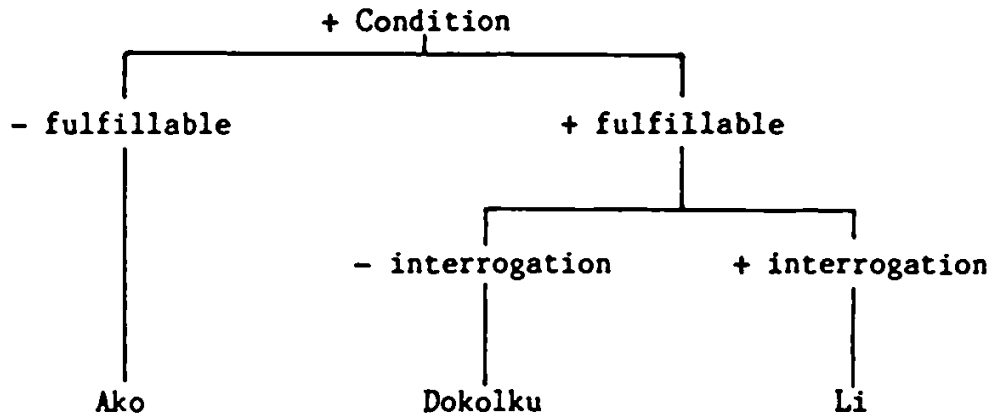 + Condition
- fulfillable + fulfillable
- interrogation + interrogation
Ako Dokolku Li